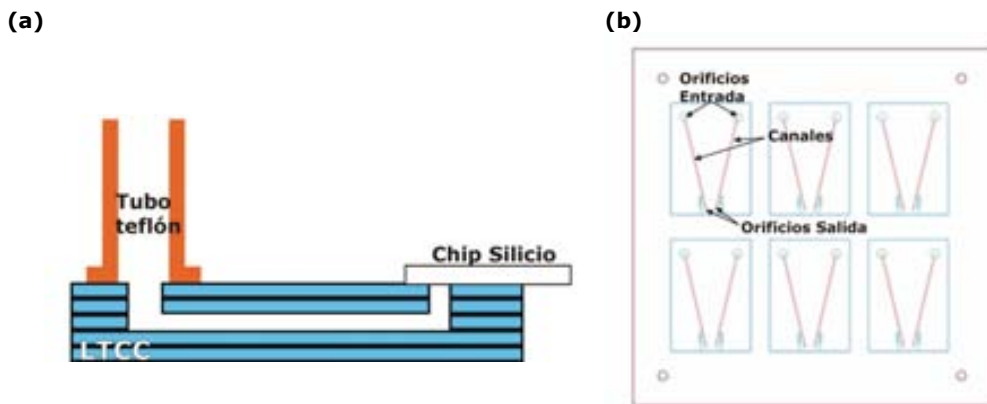 (a)
Tubo
teflón
Chip Silicio
LTCC
(b)
Orificios
Entrada
Canales
Orificios Salida